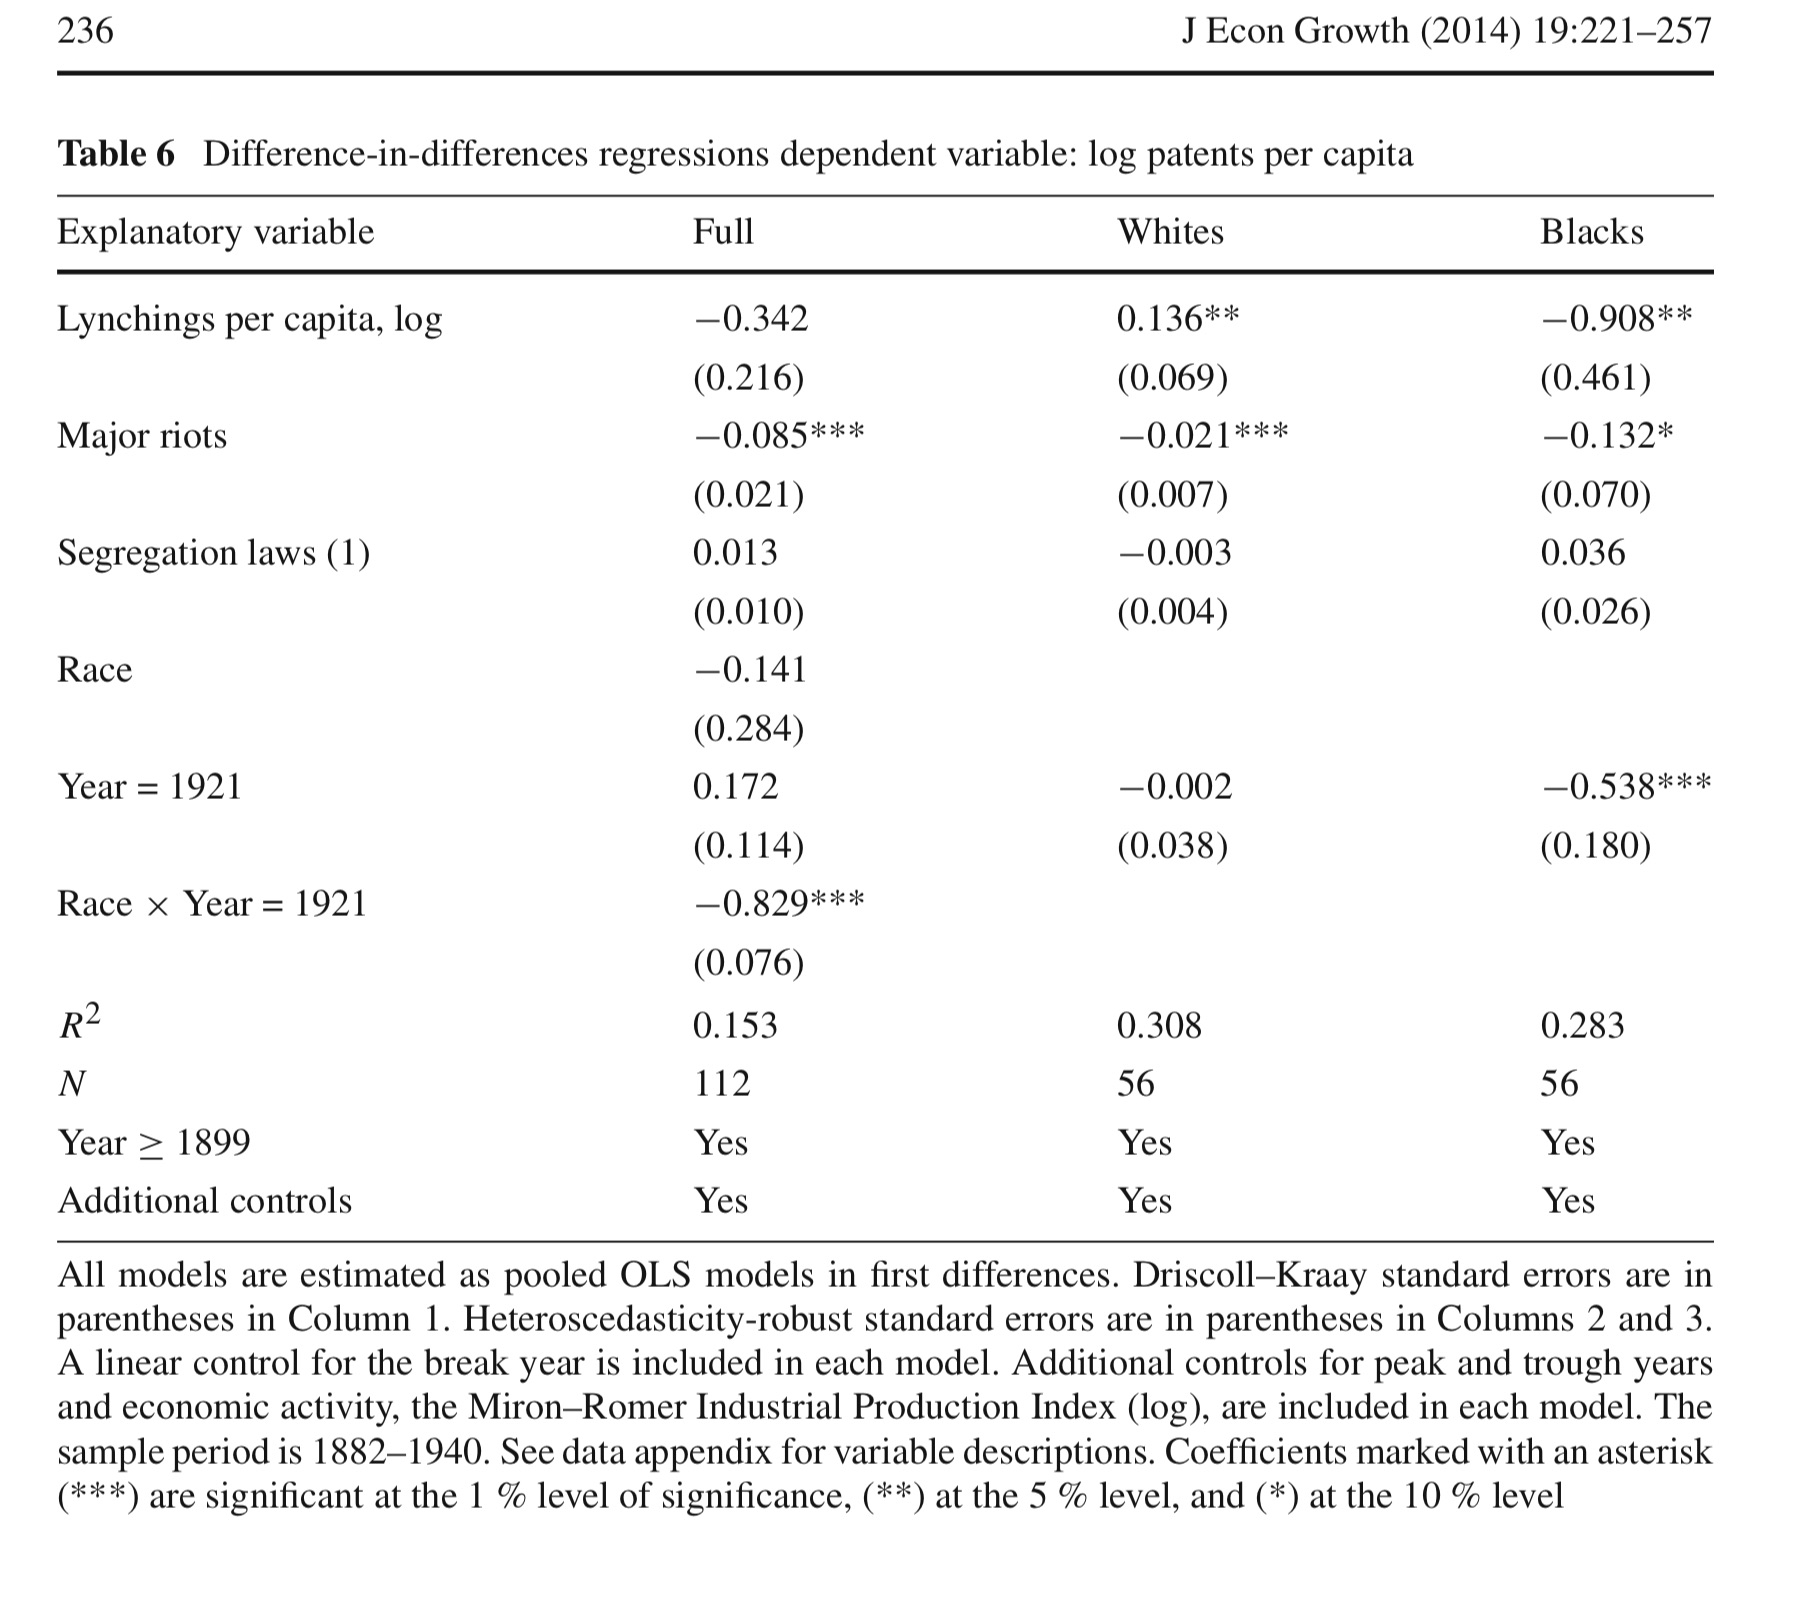 236 J Econ Growth (2014) 19:221–257
Table 6 Difference-in-differences regressions dependent variable: log patents per capita
Explanatory variable Full Whites Blacks
Lynchings per capita, log −0.342 0.136** −0.908**
(0.216) (0.069) (0.461)
Major riots −0.085*** −0.021*** −0.132*
(0.021) (0.007) (0.070)
Segregation laws (1) 0.013 −0.003 0.036
(0.010) (0.004) (0.026)
Race −0.141
(0.284)
Year = 1921 0.172 −0.002 −0.538***
(0.114) (0.038) (0.180)
Race × Year = 1921 −0.829***
(0.076)
R² 0.153 0.308 0.283
N 112 56 56
Year ≥ 1899 Yes Yes Yes
Additional controls Yes Yes Yes
All models are estimated as pooled OLS models in first differences. Driscoll–Kraay standard errors are in
parentheses in Column 1. Heteroscedasticity-robust standard errors are in parentheses in Columns 2 and 3.
A linear control for the break year is included in each model. Additional controls for peak and trough years
and economic activity, the Miron–Romer Industrial Production Index (log), are included in each model. The
sample period is 1882–1940. See data appendix for variable descriptions. Coefficients marked with an asterisk
(***) are significant at the 1 % level of significance, (**) at the 5 % level, and (*) at the 10 % level